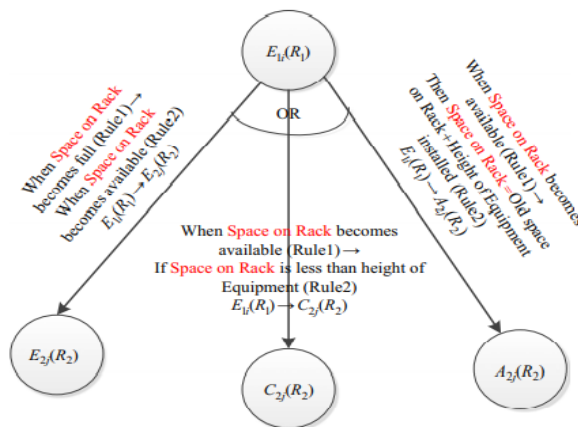 E1i(R1)
OR
When Space on Rack
becomes full (Rule1)→
When Space on Rack
becomes available (Rule2)
E1i(R1)→E2j(R2)
When Space on Rack becomes
available (Rule1)→
If Space on Rack is less than height of
Equipment (Rule2)
E1i(R1)→C2j(R2)
When Space on Rack becomes
available (Rule1)→
Then Space on Rack=Old space
on Rack- Height of Equipment
installed (Rule2)
E1i(R1)→A2j(R2)
E2j(R2)
C2j(R2)
A2j(R2)